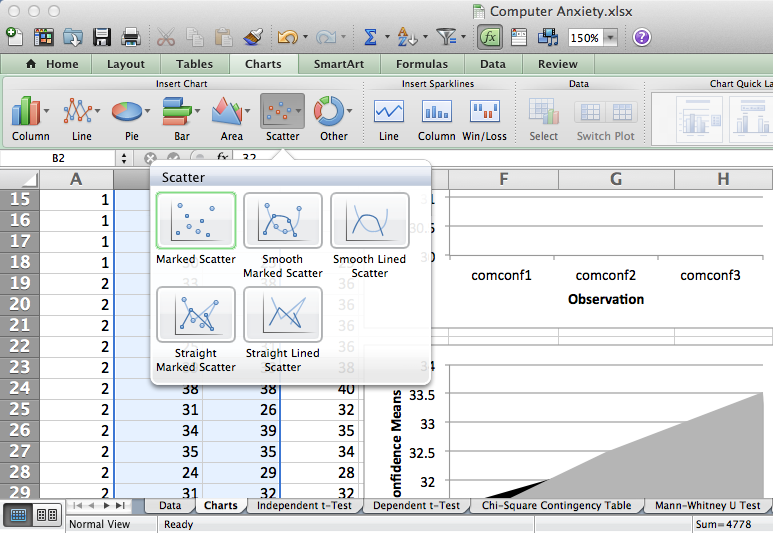 Computer Anxiety.xlsx
150%
Home Layout Tables Charts SmartArt Formulas Data Review
Insert Chart Insert Sparklines Data Chart Quick La
Column Line Pie Bar Area Scatter Other Line Column Win/Loss Select Switch Plot
B2 fx 32
Scatter
Marked Scatter
Smooth Marked Scatter
Smooth Lined Scatter
Straight Marked Scatter
Straight Lined Scatter
A F G H
15 1
16 1
17 1
18 1
19 2 36
20 2 36
21 2 36
22 2 36
23 2
24 2 38 38 40
25 2 31 26 32
26 2 34 39 35
27 2 35 35 34
28 2 24 29 28
29 2 31 32 32
30.5
comconf1 comconf2 comconf3
Observation
34
33.5
33
32.5
32
onfidence Means
Data Charts Independent t-Test Dependent t-Test Chi-Square Contingency Table Mann-Whitney U Test
Normal View Ready Sum=4778